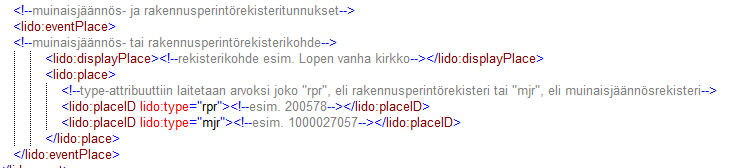 <!--muinaisjäännös- ja rakennusperintörekisteritunnukset-->
<lido:eventPlace>
<!--muinaisjäännös- tai rakennusperintörekisterikohde-->
<lido:displayPlace><!--rekisterikohde esim. Lopen vanha kirkko--></lido:displayPlace>
<lido:place>
<!--type-attribuuttiin laitetaan arvoksi joko "rpr", eli rakennusperintörekisteri tai "mjr", eli muinaisjäännösrekisteri-->
<lido:placeID lido:type="rpr"><!--esim. 200578--></lido:placeID>
<lido:placeID lido:type="mjr"><!--esim. 1000027057--></lido:placeID>
</lido:place>
</lido:eventPlace>